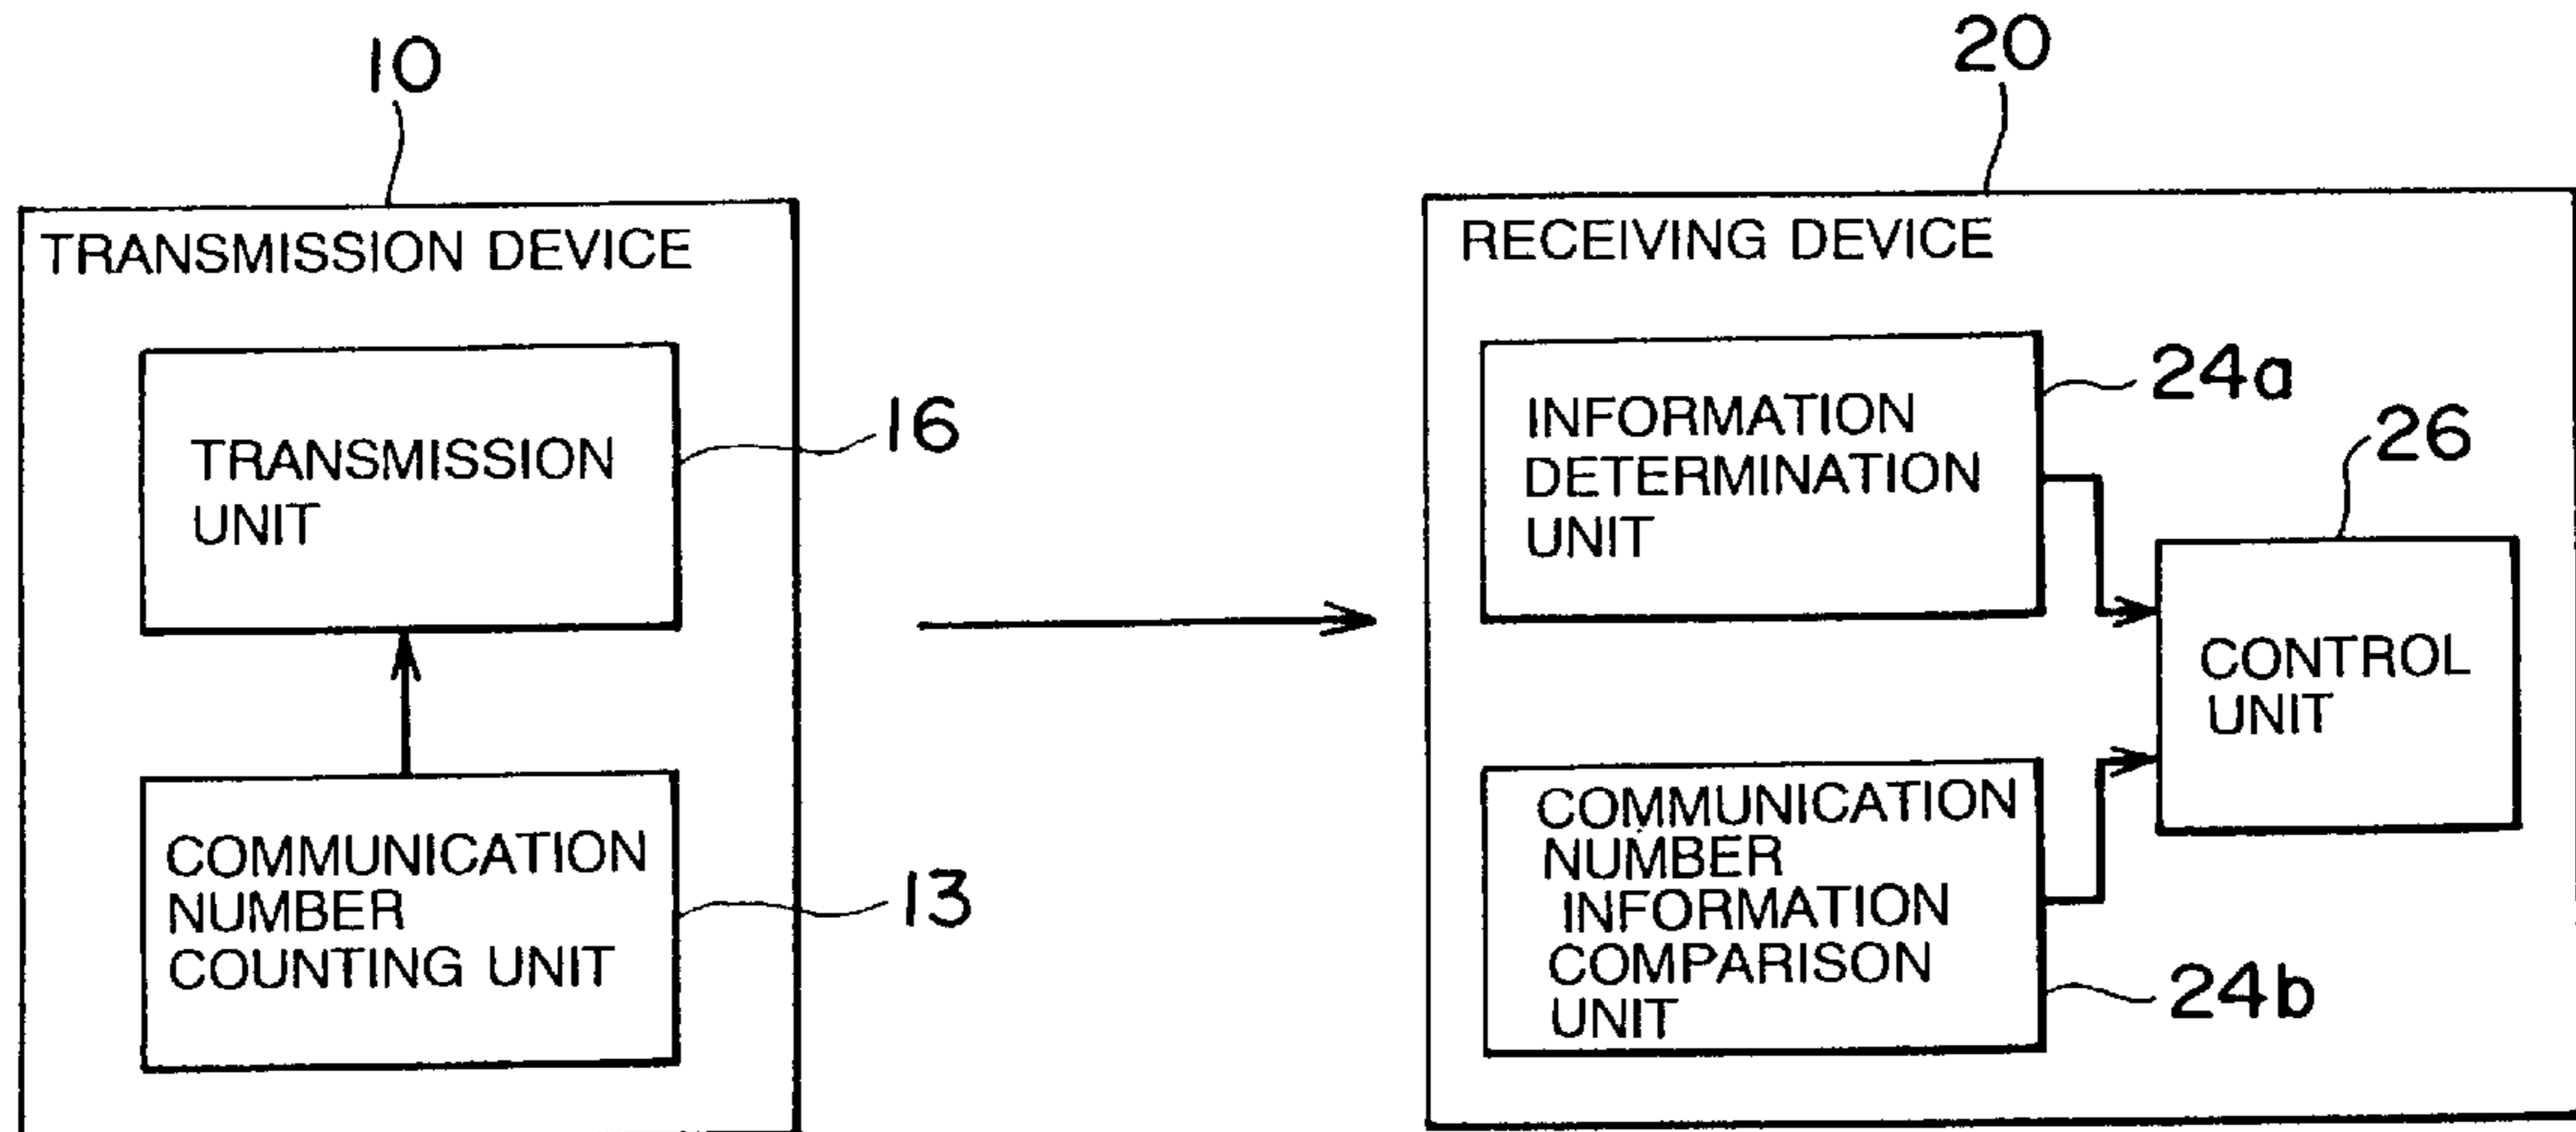 10
TRANSMISSION DEVICE
TRANSMISSION
UNIT
16
COMMUNICATION
NUMBER
COUNTING UNIT
13
20
RECEIVING DEVICE
INFORMATION
DETERMINATION
UNIT
24a
26
CONTROL
UNIT
COMMUNICATION
NUMBER
INFORMATION
COMPARISON
UNIT
24b